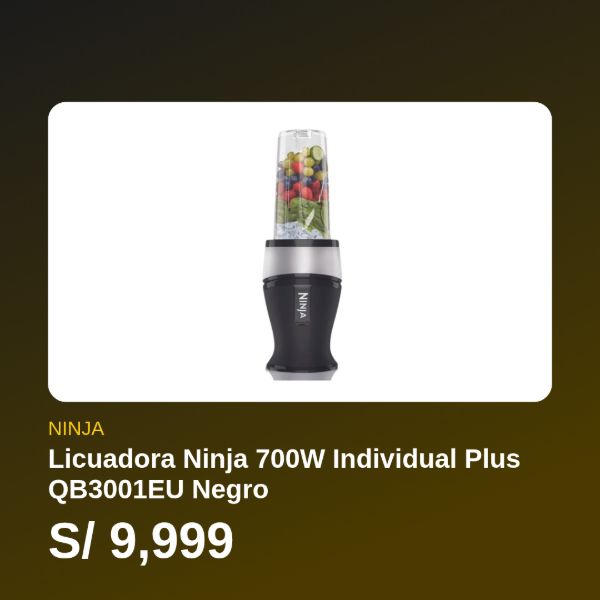 NINJA
NINJA
Licuadora Ninja 700W Individual Plus
QB3001EU Negro
S/ 9,999